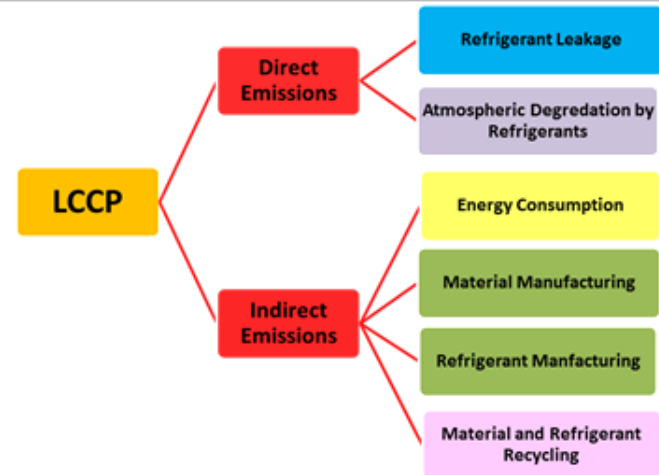 LCCP
Direct
Emissions
Refrigerant Leakage
Atmospheric Degredation by
Refrigerants
Indirect
Emissions
Energy Consumption
Material Manufacturing
Refrigerant Manfacturing
Material and Refrigerant
Recycling